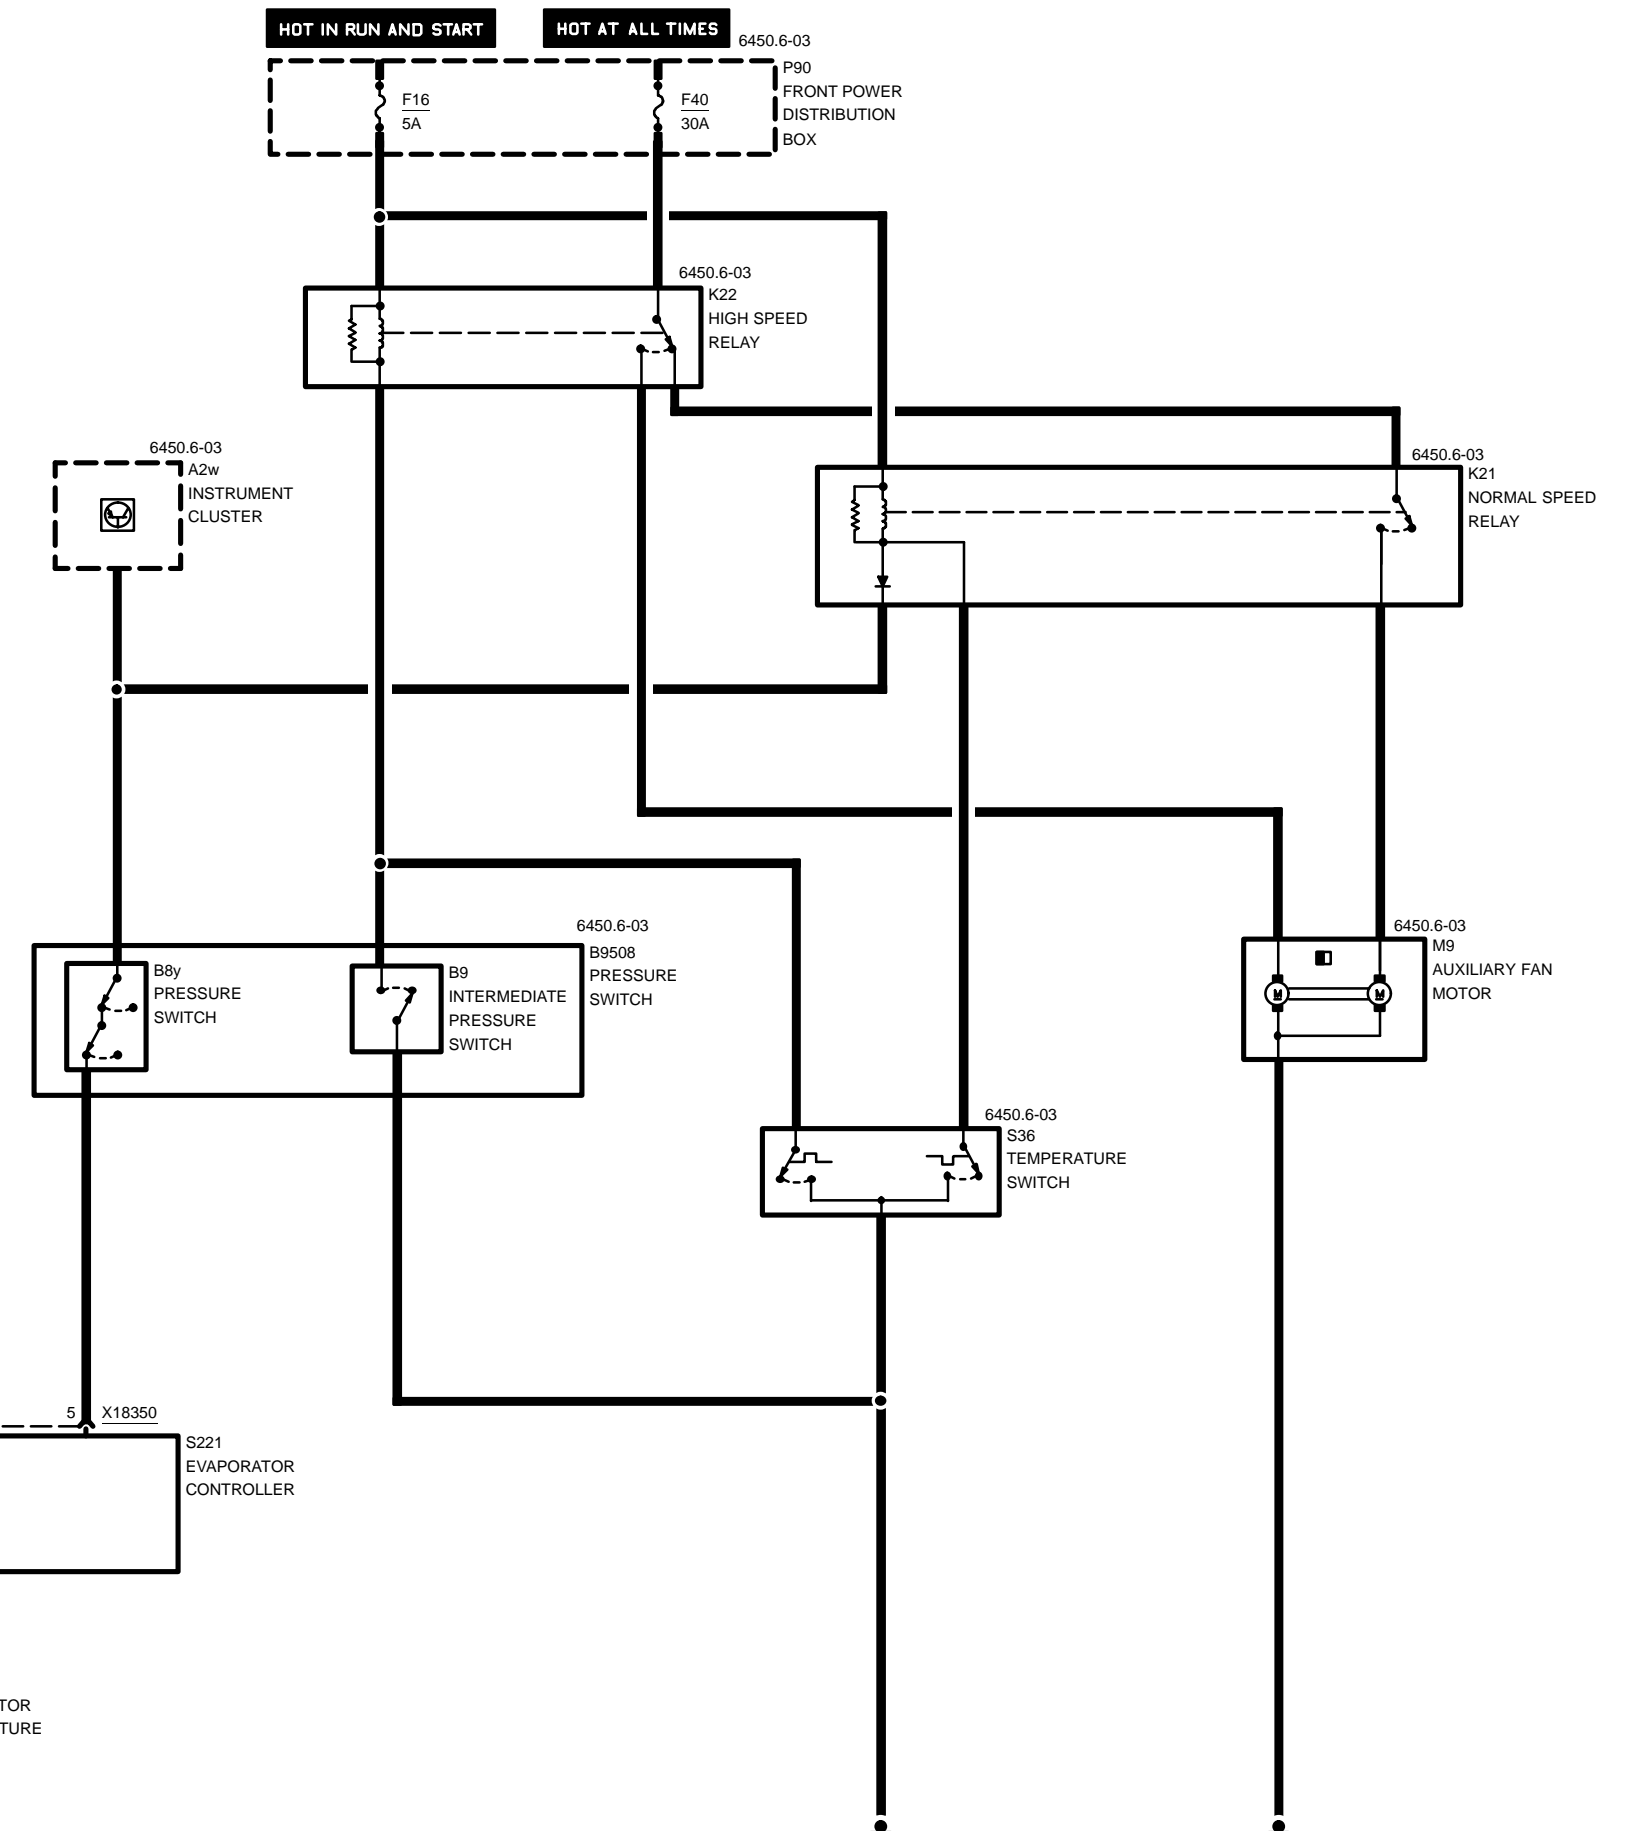 HOT IN RUN AND START
HOT AT ALL TIMES
6450.6-03
P90
FRONT POWER
DISTRIBUTION
BOX
F16
5A
F40
30A
6450.6-03
K22
HIGH SPEED
RELAY
6450.6-03
A2w
INSTRUMENT
CLUSTER
6450.6-03
K21
NORMAL SPEED
RELAY
6450.6-03
B9508
PRESSURE
SWITCH
B8y
PRESSURE
SWITCH
B9
INTERMEDIATE
PRESSURE
SWITCH
6450.6-03
M9
AUXILIARY FAN
MOTOR
M
M
6450.6-03
S36
TEMPERATURE
SWITCH
5
X18350
S221
EVAPORATOR
CONTROLLER
TOR
TURE